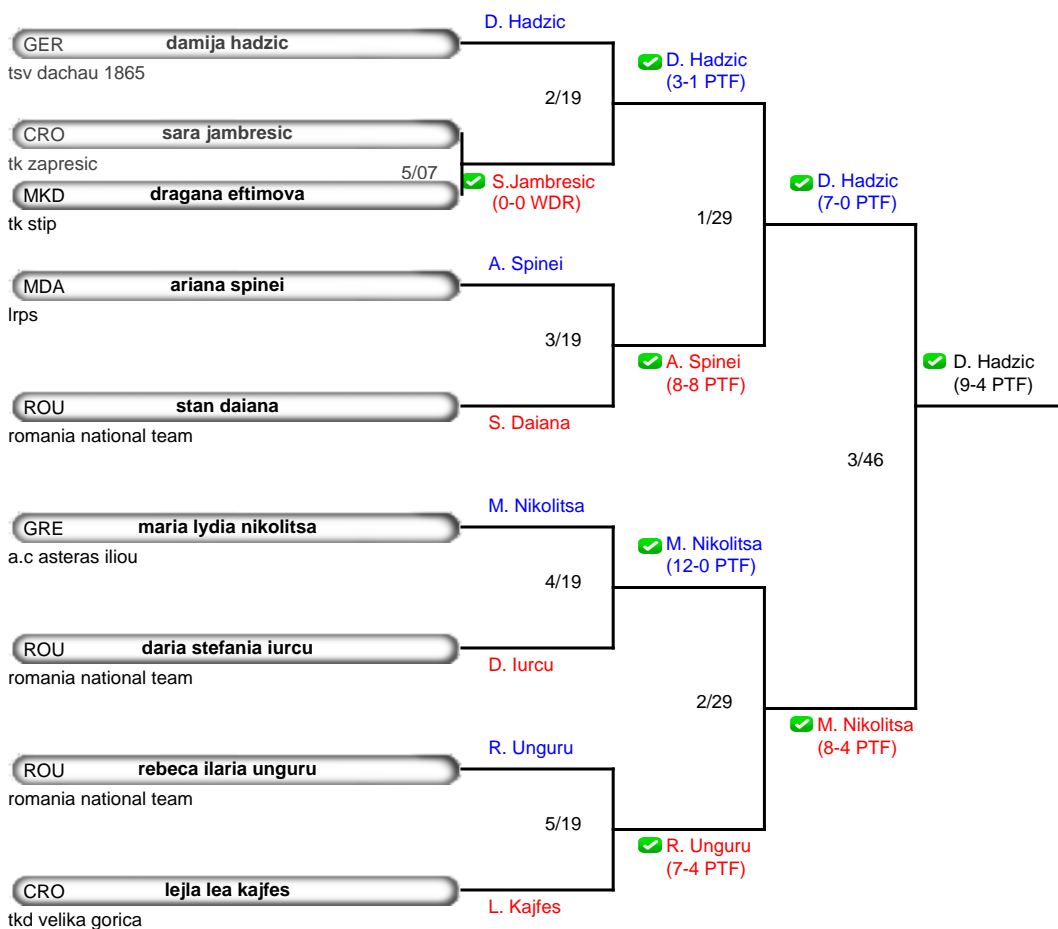 D. Hadzic
GER damija hadzic
tsv dachau 1865
D. Hadzic
(3-1 PTF)
2/19
CRO sara jambresic
tk zapresic
5/07
S.Jambresic
(0-0 WDR)
MKD dragana eftimova
tk stip
D. Hadzic
(7-0 PTF)
1/29
A. Spinei
MDA ariana spinei
lrps
3/19
A. Spinei
(8-8 PTF)
D. Hadzic
(9-4 PTF)
ROU stan daiana
romania national team
S. Daiana
3/46
M. Nikolitsa
GRE maria lydia nikolitsa
a.c asteras iliou
M. Nikolitsa
(12-0 PTF)
4/19
ROU daria stefania iurcu
romania national team
D. Iurcu
2/29
M. Nikolitsa
(8-4 PTF)
R. Unguru
ROU rebeca ilaria unguru
romania national team
5/19
R. Unguru
(7-4 PTF)
CRO lejla lea kajfes
tkd velika gorica
L. Kajfes